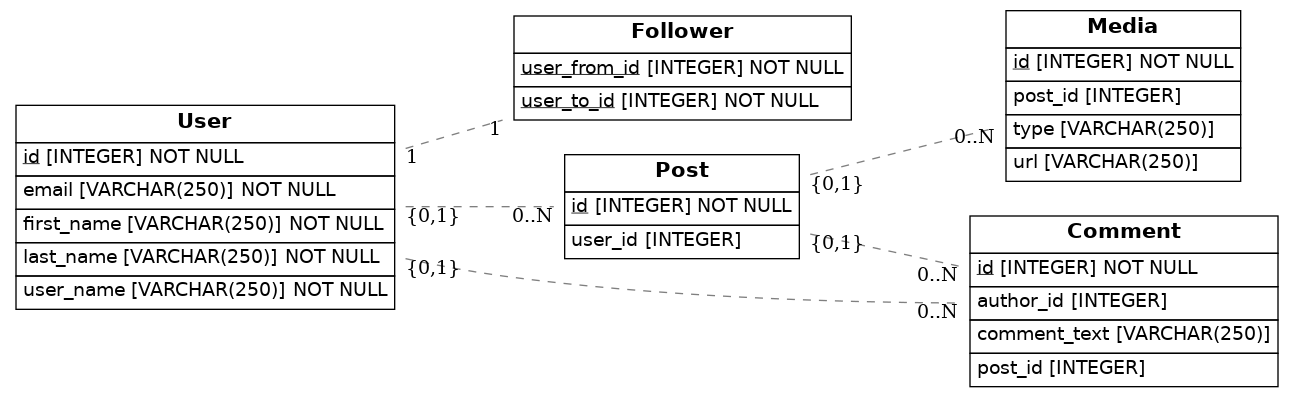 User
id [INTEGER] NOT NULL
email [VARCHAR(250)] NOT NULL
first_name [VARCHAR(250)] NOT NULL
last_name [VARCHAR(250)] NOT NULL
user_name [VARCHAR(250)] NOT NULL
Follower
user_from_id [INTEGER] NOT NULL
user_to_id [INTEGER] NOT NULL
Post
id [INTEGER] NOT NULL
user_id [INTEGER]
Media
id [INTEGER] NOT NULL
post_id [INTEGER]
type [VARCHAR(250)]
url [VARCHAR(250)]
Comment
id [INTEGER] NOT NULL
author_id [INTEGER]
comment_text [VARCHAR(250)]
post_id [INTEGER]
1
1
{0,1}
0..N
{0,1}
0..N
{0,1}
0..N
{0,1}
0..N